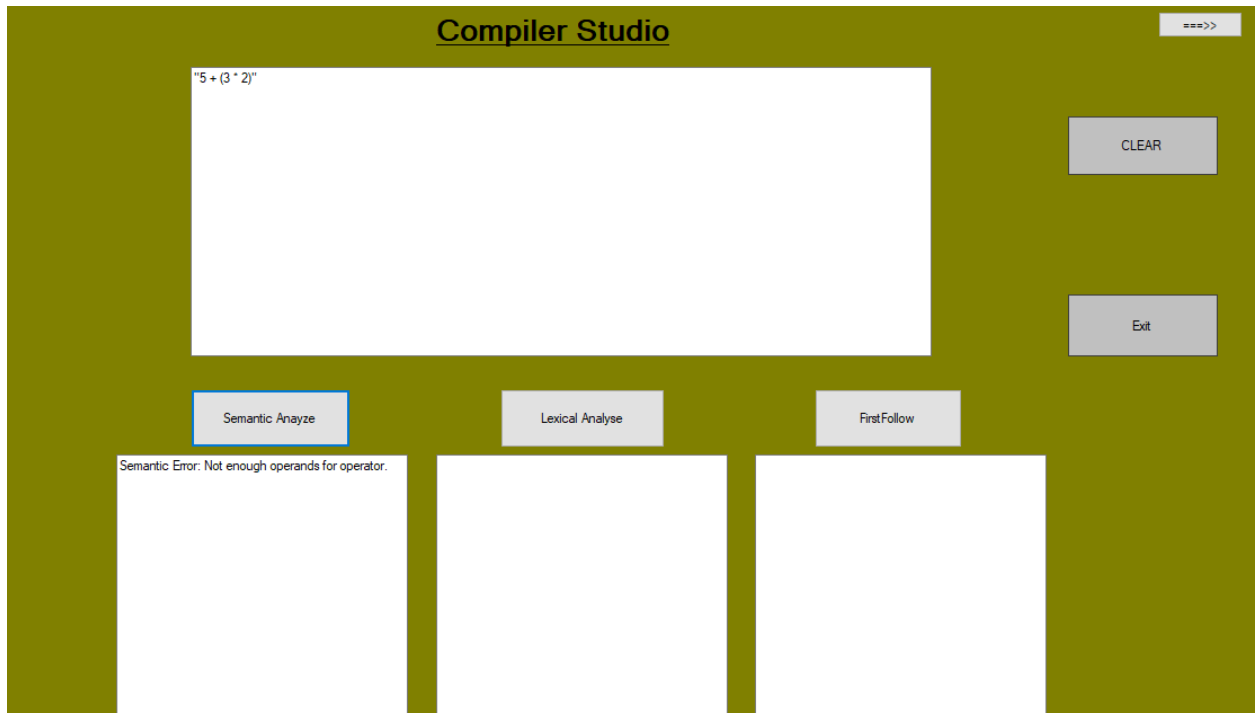 Compiler Studio
===>>
"5 + (3 * 2)"
CLEAR
Exit
Semantic Anayze
Lexical Analyse
FirstFollow
Semantic Error: Not enough operands for operator.